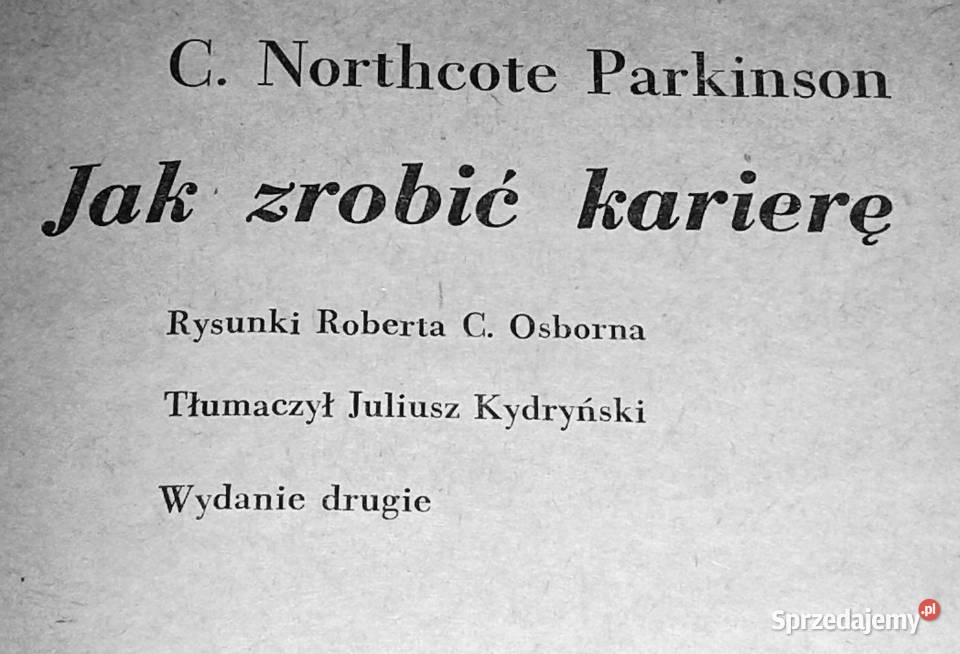 C. Northcote Parkinson
Jak zrobić karierę
Rysunki Roberta C. Osborna
Tłumaczył Juliusz Kydryński
Wydanie drugie
Sprzedajemy.pl